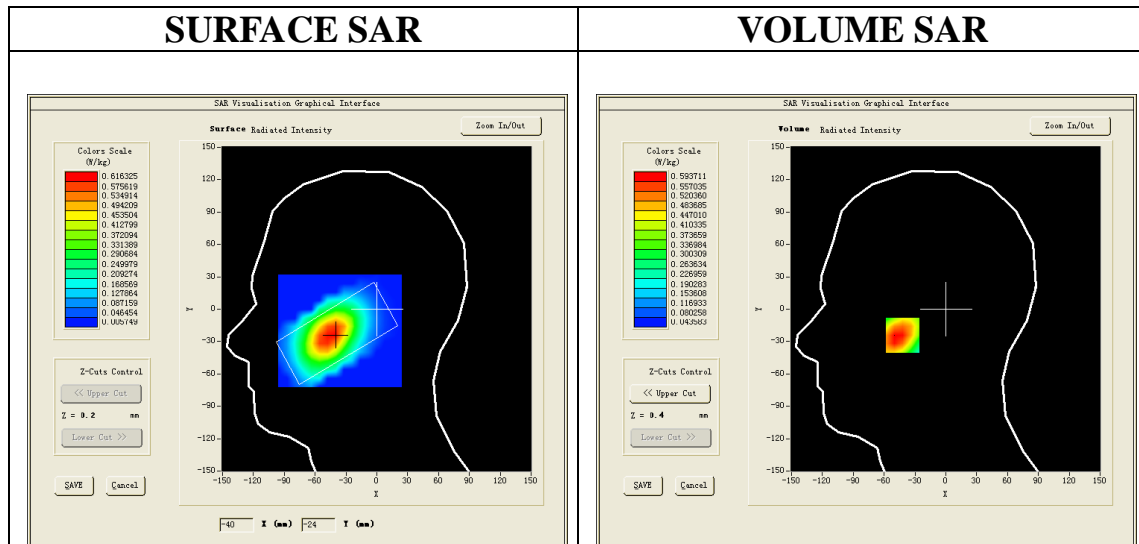 SURFACE SAR
VOLUME SAR
SAR Visualisation Graphical Interface
Surface Radiated Intensity
Zoom In/Out
Colors Scale
(W/kg)
0.616325
0.575619
0.534914
0.494209
0.453504
0.412799
0.372094
0.331389
0.290684
0.249979
0.209274
0.168569
0.127864
0.087159
0.046454
0.005749
Z-Cuts Control
<< Upper Cut
Z = 0.2 mm
Lower Cut >>
SAVE
Cancel
150
120
90
60
30
0
-30
-60
-90
-120
-150
Y
-150 -120 -90 -60 -30 0 30 60 90 120 150
X
-40 X (mm) -24 Y (mm)
SAR Visualisation Graphical Interface
Volume Radiated Intensity
Zoom In/Out
Colors Scale
(W/kg)
0.593711
0.557035
0.520360
0.483685
0.447010
0.410335
0.373659
0.336984
0.300309
0.263634
0.226959
0.190283
0.153608
0.116933
0.080258
0.043583
Z-Cuts Control
<< Upper Cut
Z = 0.4 mm
Lower Cut >>
SAVE
Cancel
150
120
90
60
30
0
-30
-60
-90
-120
-150
Y
-150 -120 -90 -60 -30 0 30 60 90 120 150
X